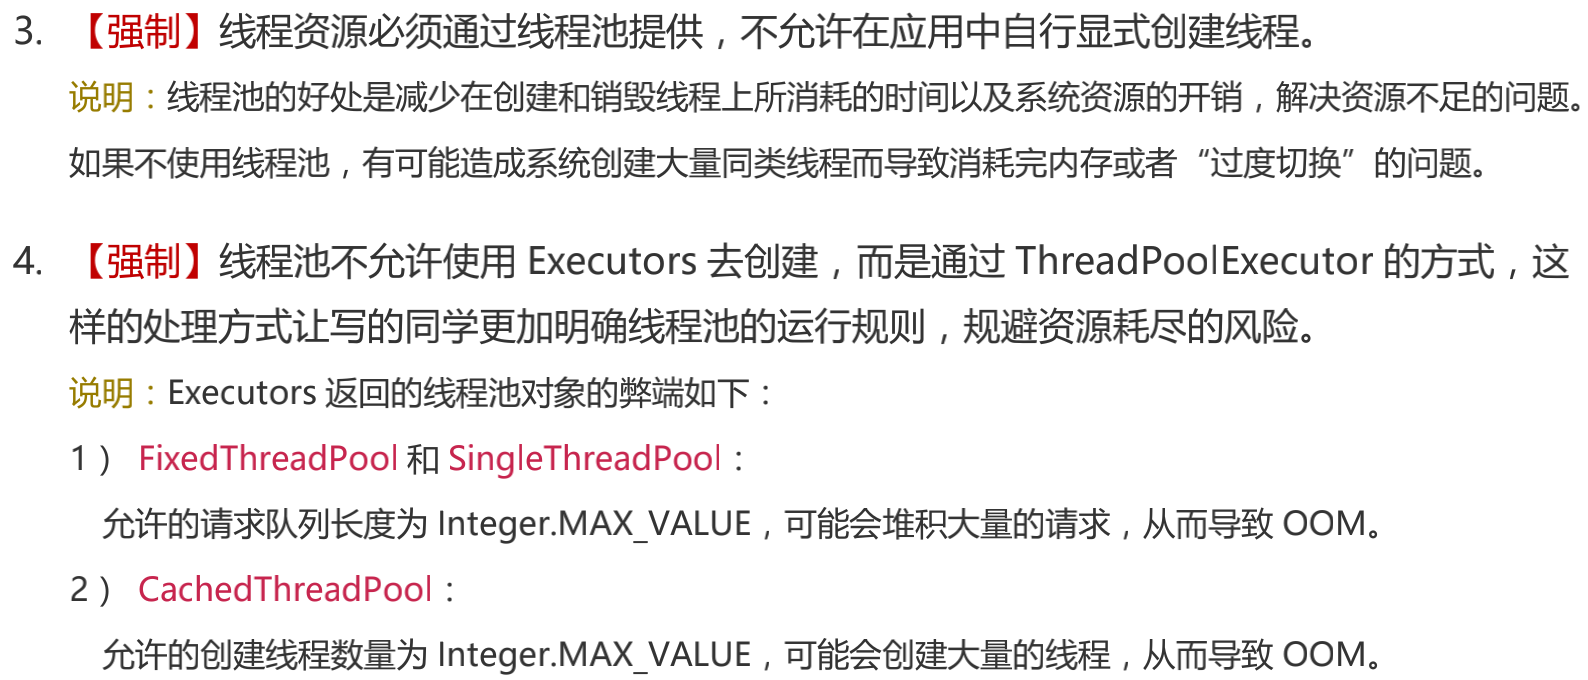 3. 【强制】线程资源必须通过线程池提供，不允许在应用中自行显式创建线程。
说明：线程池的好处是减少在创建和销毁线程上所消耗的时间以及系统资源的开销，解决资源不足的问题。
如果不使用线程池，有可能造成系统创建大量同类线程而导致消耗完内存或者“过度切换”的问题。
4. 【强制】线程池不允许使用 Executors 去创建，而是通过 ThreadPoolExecutor 的方式，这
样的处理方式让写的同学更加明确线程池的运行规则，规避资源耗尽的风险。
说明：Executors 返回的线程池对象的弊端如下：
1） FixedThreadPool 和 SingleThreadPool：
允许的请求队列长度为 Integer.MAX_VALUE，可能会堆积大量的请求，从而导致 OOM。
2） CachedThreadPool：
允许的创建线程数量为 Integer.MAX_VALUE，可能会创建大量的线程，从而导致 OOM。